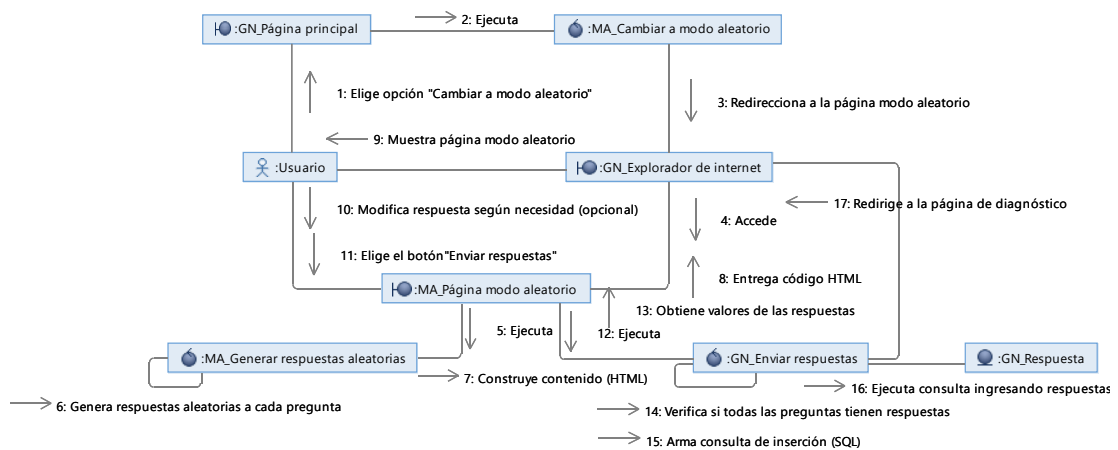 2: Ejecuta
:GN_Página principal
:MA_Cambiar a modo aleatorio
1: Elige opción "Cambiar a modo aleatorio"
3: Redirecciona a la página modo aleatorio
9: Muestra página modo aleatorio
:Usuario
:GN_Explorador de internet
10: Modifica respuesta según necesidad (opcional)
17: Redirige a la página de diagnóstico
4: Accede
11: Elige el botón"Enviar respuestas"
8: Entrega código HTML
:MA_Página modo aleatorio
13: Obtiene valores de las respuestas
5: Ejecuta
12: Ejecuta
:MA_Generar respuestas aleatorias
:GN_Enviar respuestas
:GN_Respuesta
7: Construye contenido (HTML)
16: Ejecuta consulta ingresando respuestas
6: Genera respuestas aleatorias a cada pregunta
14: Verifica si todas las preguntas tienen respuestas
15: Arma consulta de inserción (SQL)